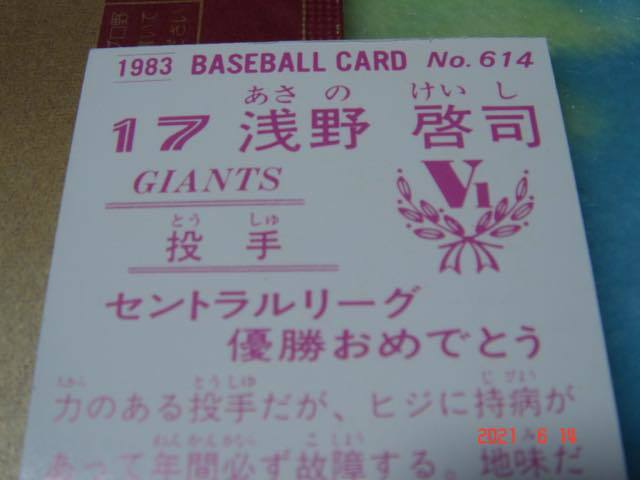 1983 BASEBALL CARD No. 614
あさ の けい し
17 浅野 啓司
GIANTS
V1
とう しゅ
投 手
セントラルリーグ
優勝おめでとう
ちから とうしゅ じびょう
力のある投手だが、ヒジに持病が
ねんかんかなら こしょう
あって年間必ず故障する。地味だ
2021 6 14